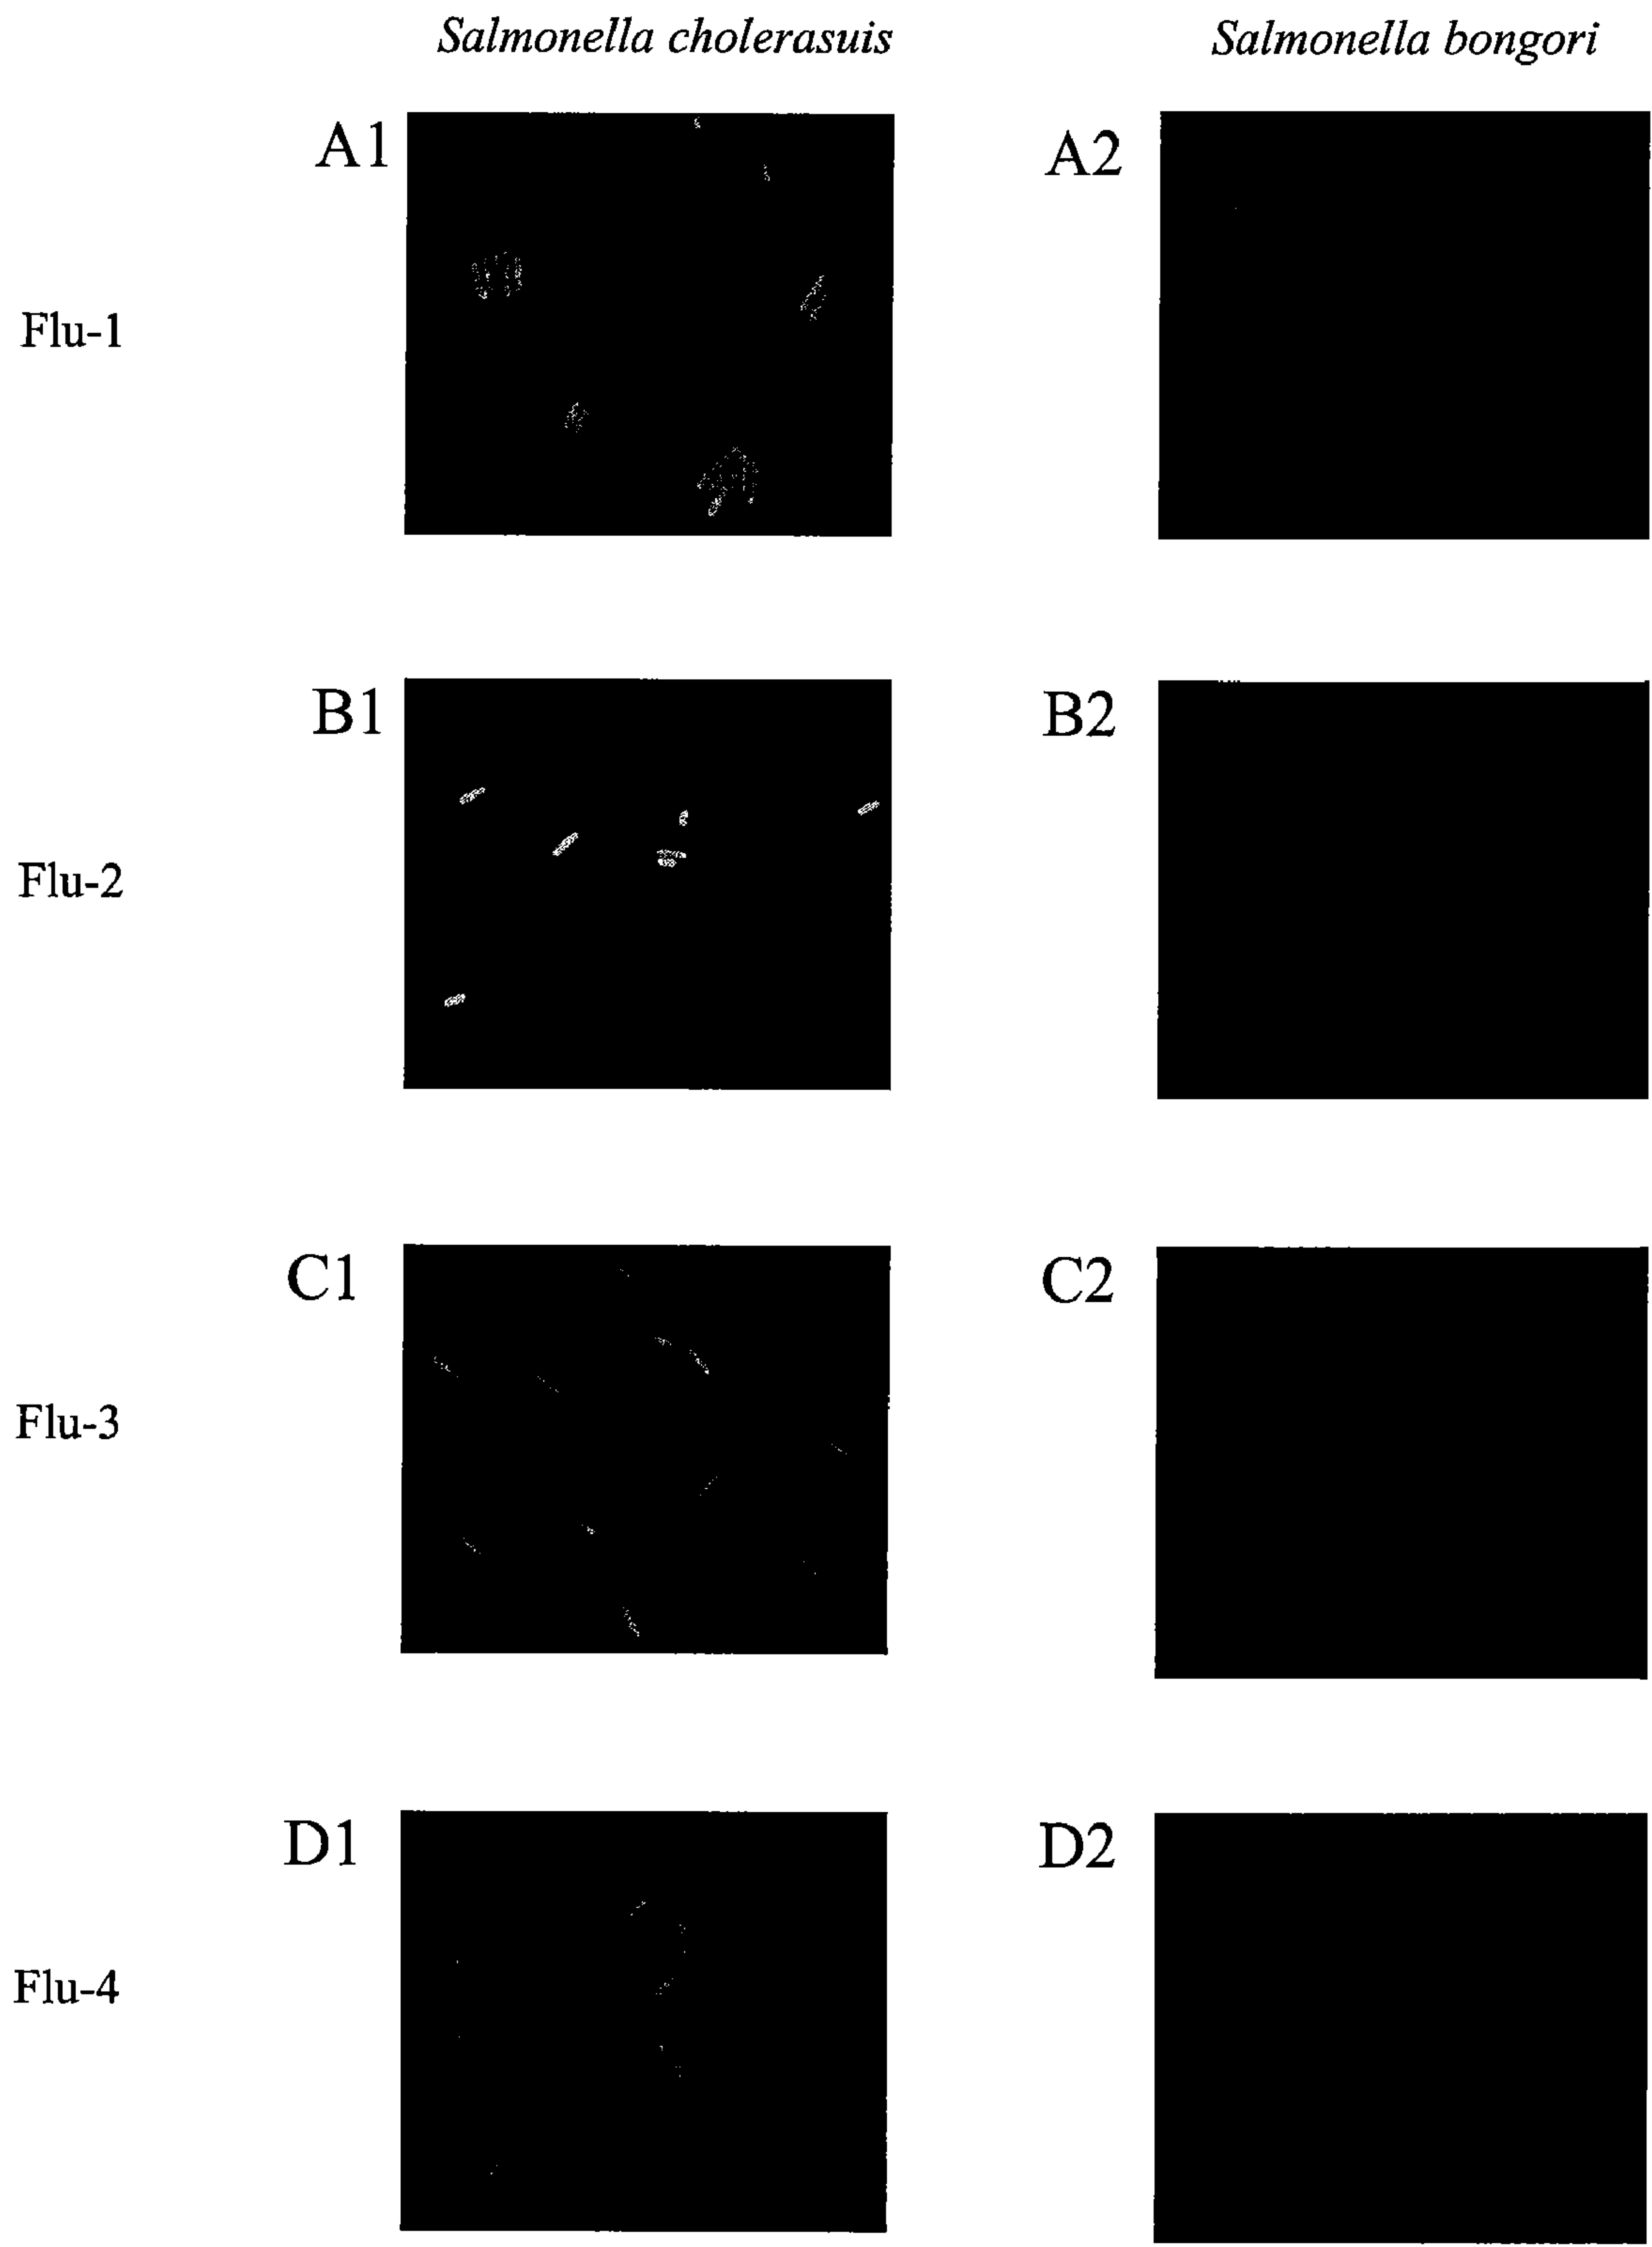 Salmonella cholerasuis Salmonella bongori
A1 A2
Flu-1
B1 B2
Flu-2
C1 C2
Flu-3
D1 D2
Flu-4